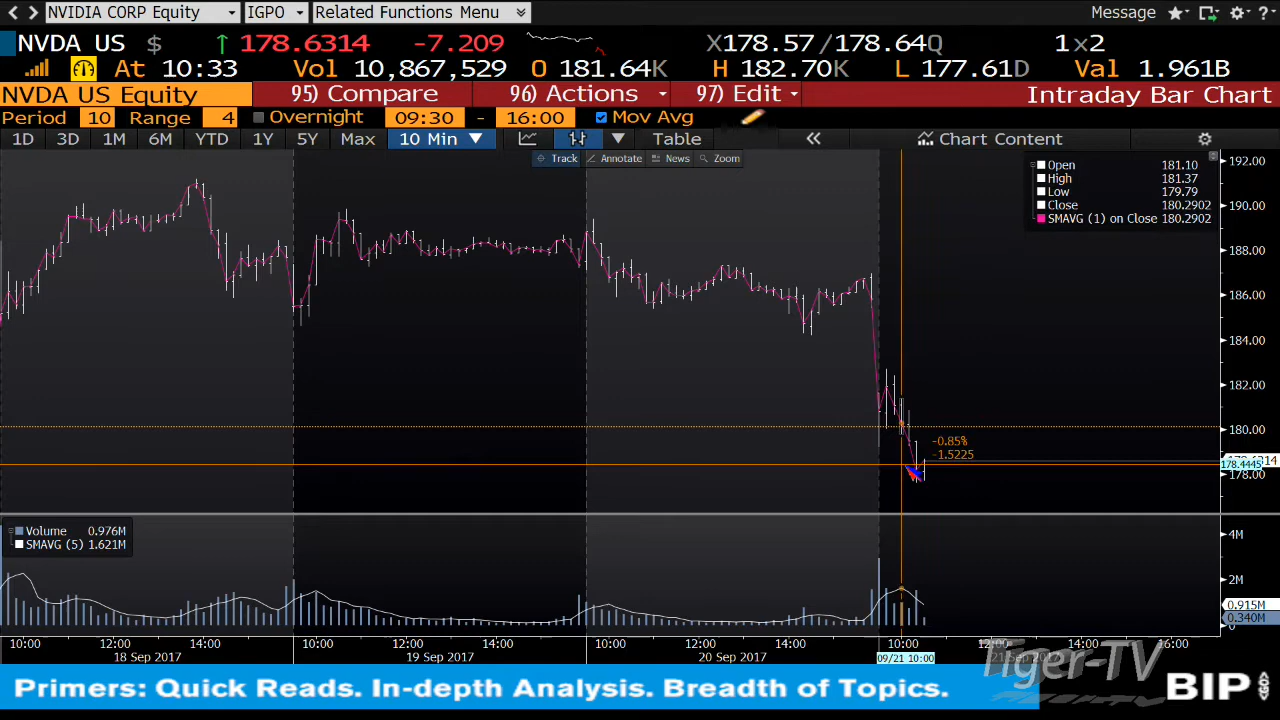 NVIDIA CORP Equity IGPO Related Functions Menu Message ?
NVDA US $ ↑ 178.6314 -7.209 X178.57/178.64Q 1x2
At 10:33 Vol 10,867,529 O 181.64K H 182.70K L 177.61D Val 1.961B
NVDA US Equity 95) Compare 96) Actions 97) Edit Intraday Bar Chart
Period 10 Range 4 Overnight 09:30 - 16:00 Mov Avg
1D 3D 1M 6M YTD 1Y 5Y Max 10 Min Table « Chart Content
Track Annotate News Zoom
Open 181.10
High 181.37
Low 179.79
Close 180.2902
SMAVG (1) on Close 180.2902
192.00
190.00
188.00
186.00
184.00
182.00
180.00
-0.85%
-1.5225
178.4445
178.00
Volume 0.976M
SMAVG (5) 1.621M
4M
2M
0.915M
0.340M
0
10:00 12:00 14:00 10:00 12:00 14:00 10:00 12:00 14:00 10:00 12:00 14:00 16:00
18 Sep 2017 19 Sep 2017 20 Sep 2017 09/21 10:00 21 Sep 2017
Tiger-TV
Primers: Quick Reads. In-depth Analysis. Breadth of Topics.
BIP